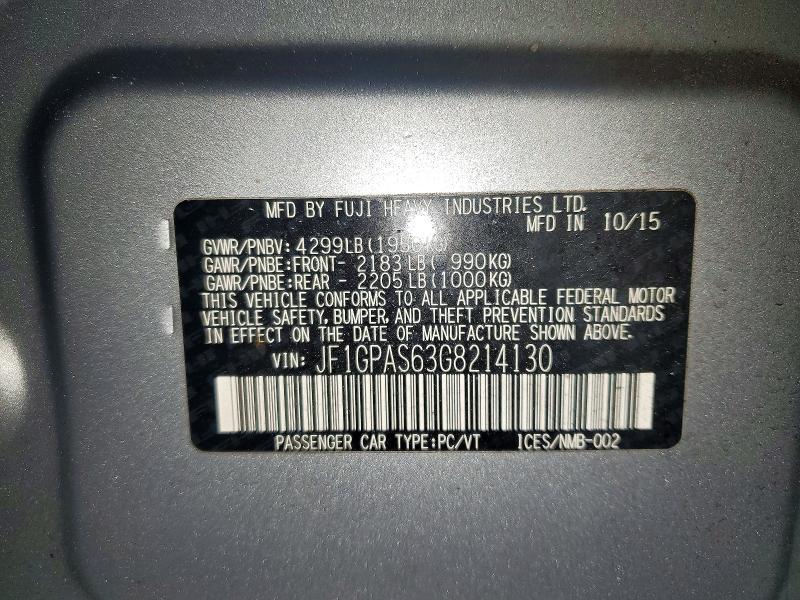 MFD BY FUJI HEAVY INDUSTRIES LTD.
MFD IN 10/15
GVWR/PNBV: 4299LB
GAWR/PNBE:FRONT- 2183LB( 990KG)
GAWR/PNBE:REAR - 2205LB(1000KG)
THIS VEHICLE CONFORMS TO ALL APPLICABLE FEDERAL MOTOR
VEHICLE SAFETY, BUMPER, AND THEFT PREVENTION STANDARDS
IN EFFECT ON THE DATE OF MANUFACTURE SHOWN ABOVE.
VIN: JF1GPAS63G8214130
PASSENGER CAR TYPE:PC/VT ICES/NMB-002